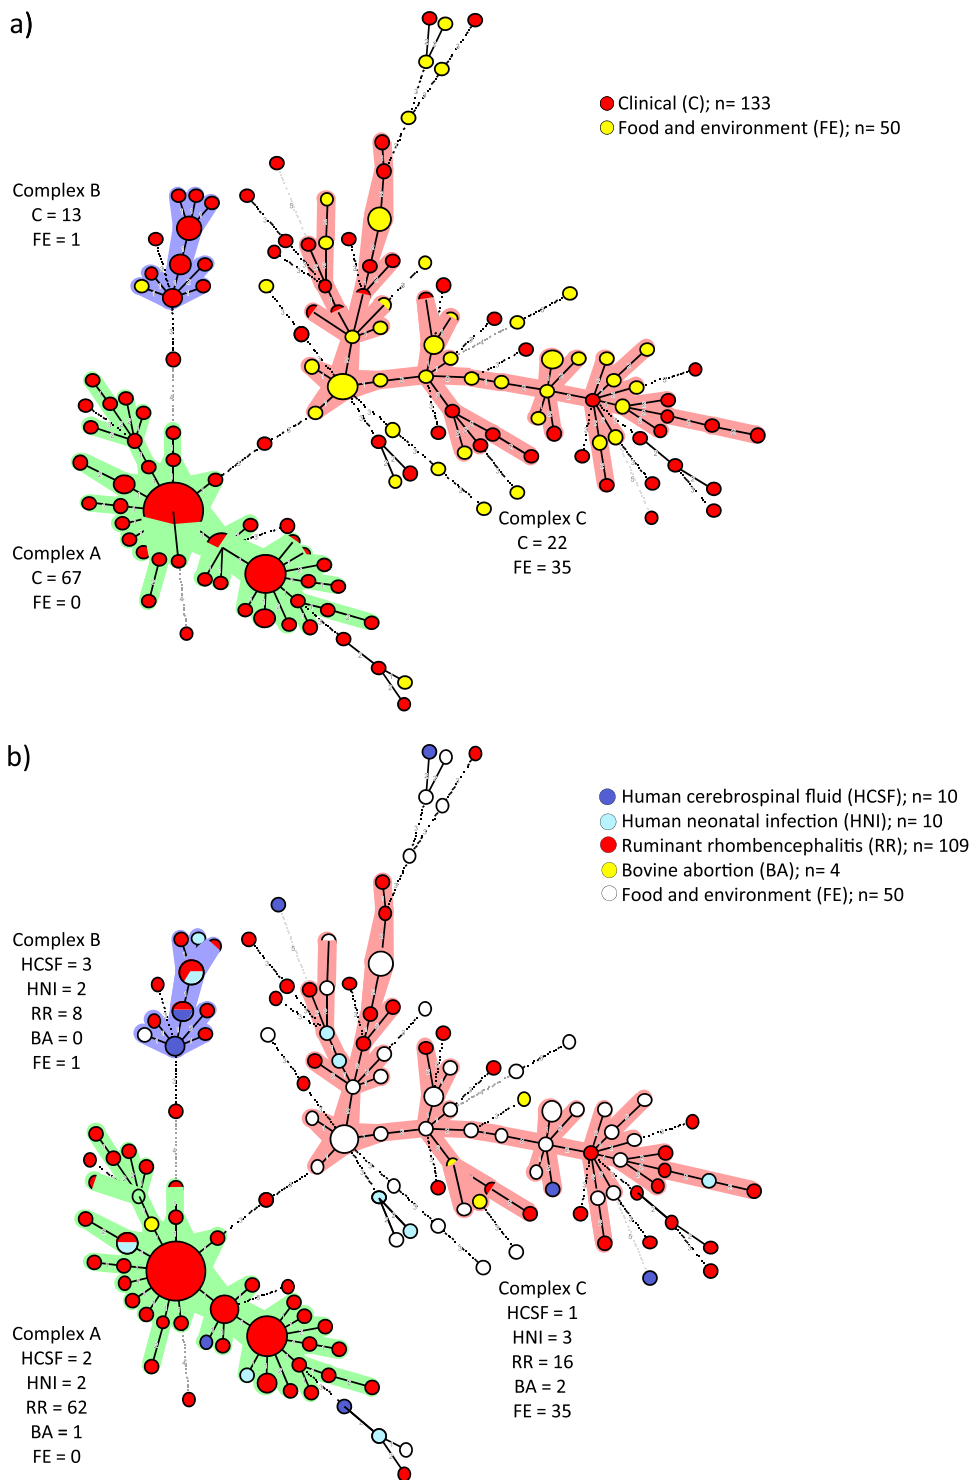 a)
Clinical (C); n= 133
Food and environment (FE); n= 50
Complex B
C = 13
FE = 1
Complex A
C = 67
FE = 0
Complex C
C = 22
FE = 35
b)
Human cerebrospinal fluid (HCSF); n= 10
Human neonatal infection (HNI); n= 10
Ruminant rhombencephalitis (RR); n= 109
Bovine abortion (BA); n= 4
Food and environment (FE); n= 50
Complex B
HCSF = 3
HNI = 2
RR = 8
BA = 0
FE = 1
Complex A
HCSF = 2
HNI = 2
RR = 62
BA = 1
FE = 0
Complex C
HCSF = 1
HNI = 3
RR = 16
BA = 2
FE = 35